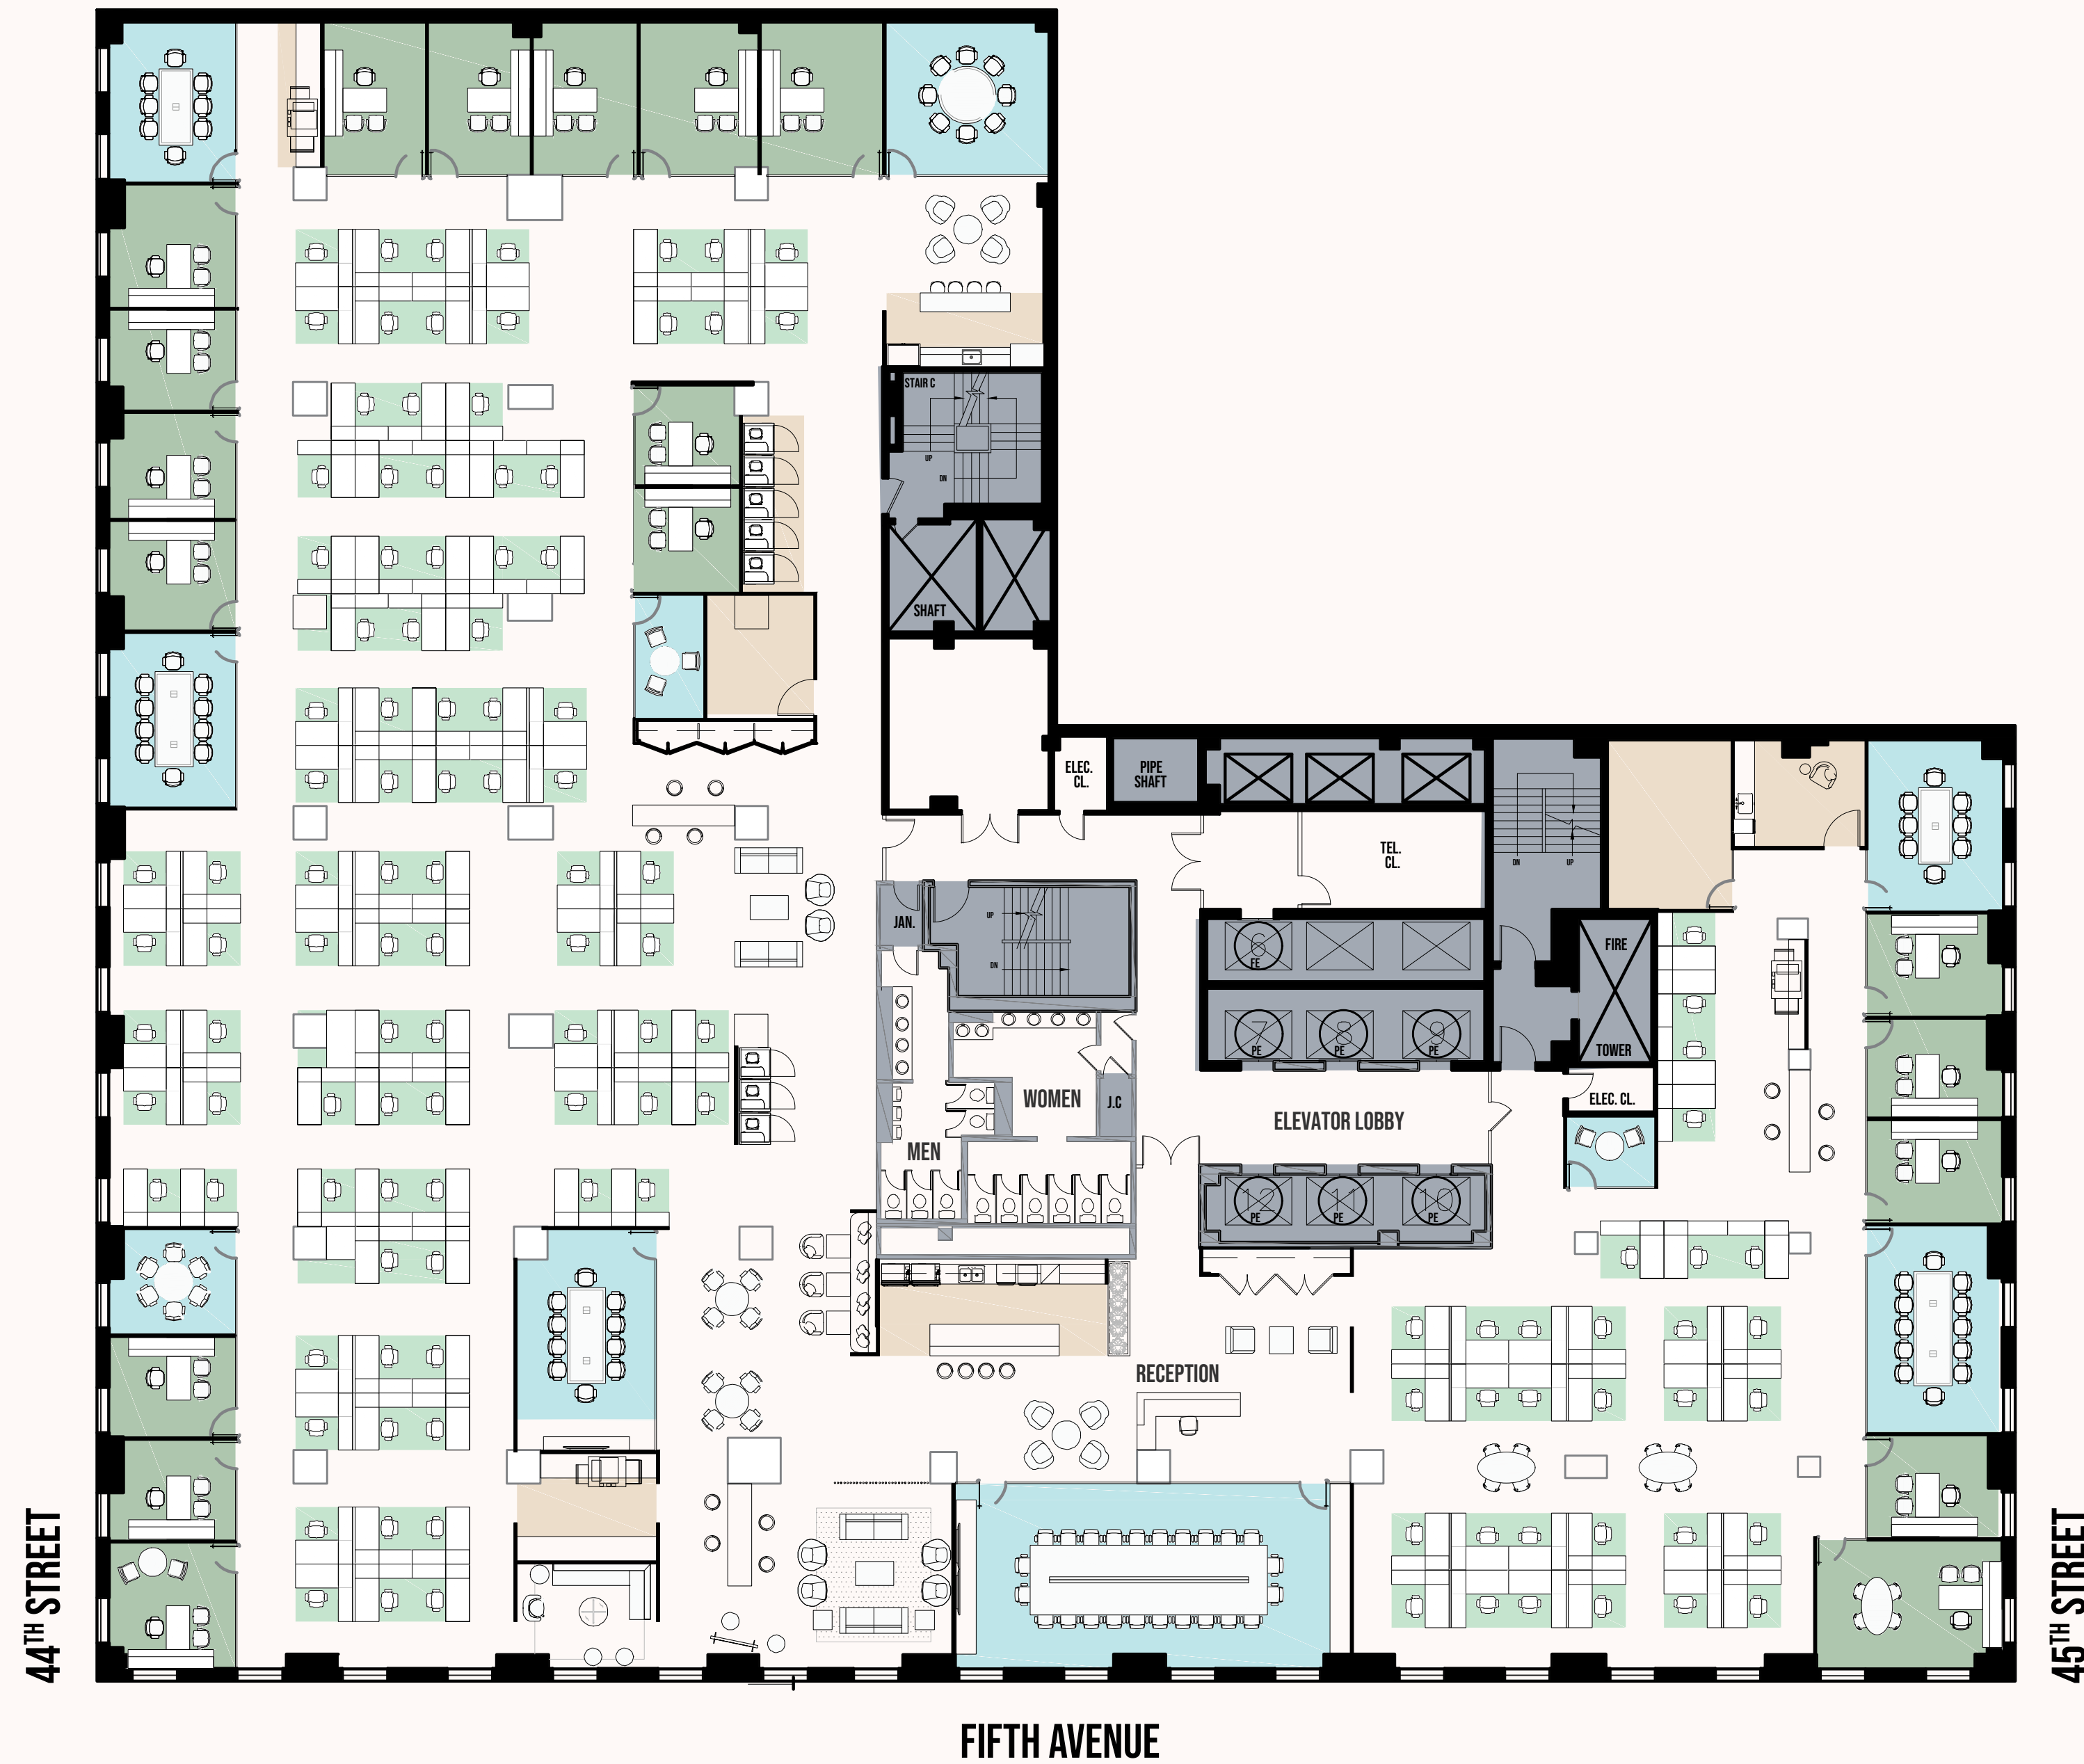 STAIR C
UP
DN
SHAFT
ELEC.
CL.
PIPE
SHAFT
TEL.
CL.
DN
UP
JAN.
UP
DN
6
FE
FIRE
TOWER
7
PE
8
PE
9
PE
WOMEN
J.C
MEN
ELEVATOR LOBBY
ELEC. CL.
12
PE
11
PE
10
PE
RECEPTION
44TH STREET
45TH STREET
FIFTH AVENUE